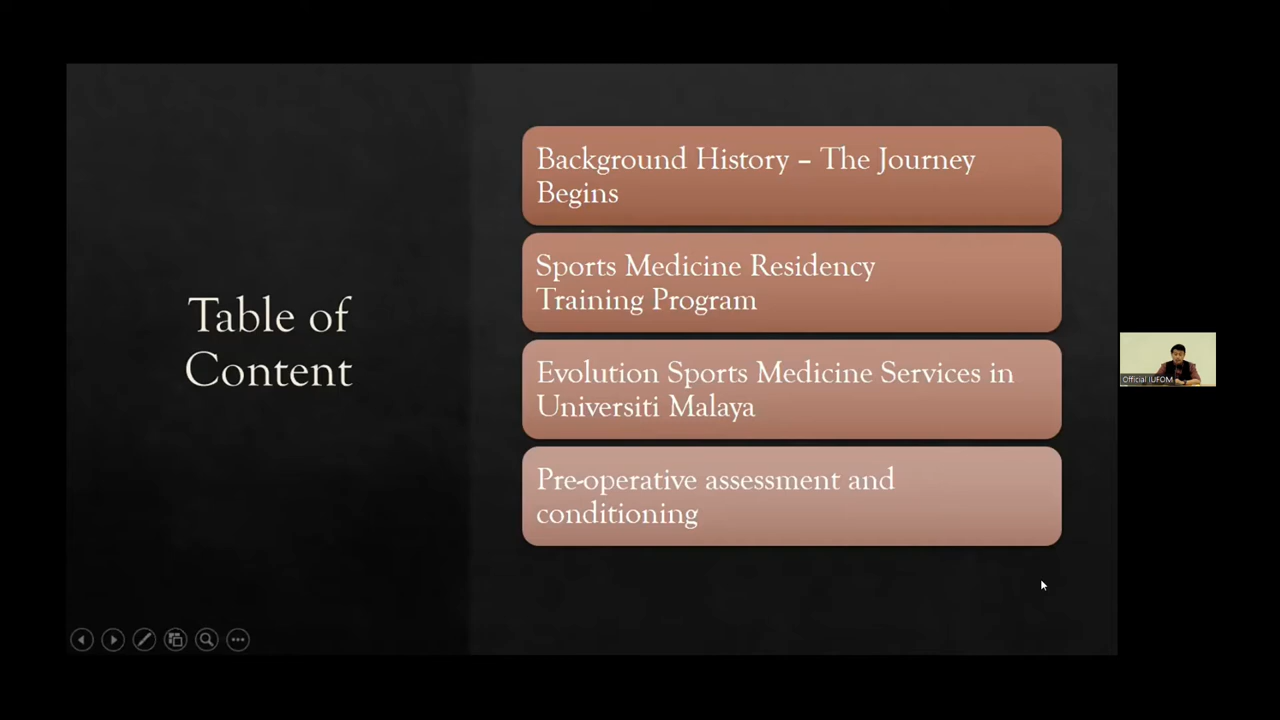 Table of
Content
Background History – The Journey
Begins
Sports Medicine Residency
Training Program
Evolution Sports Medicine Services in
Universiti Malaya
Pre-operative assessment and
conditioning
Official IUFOM